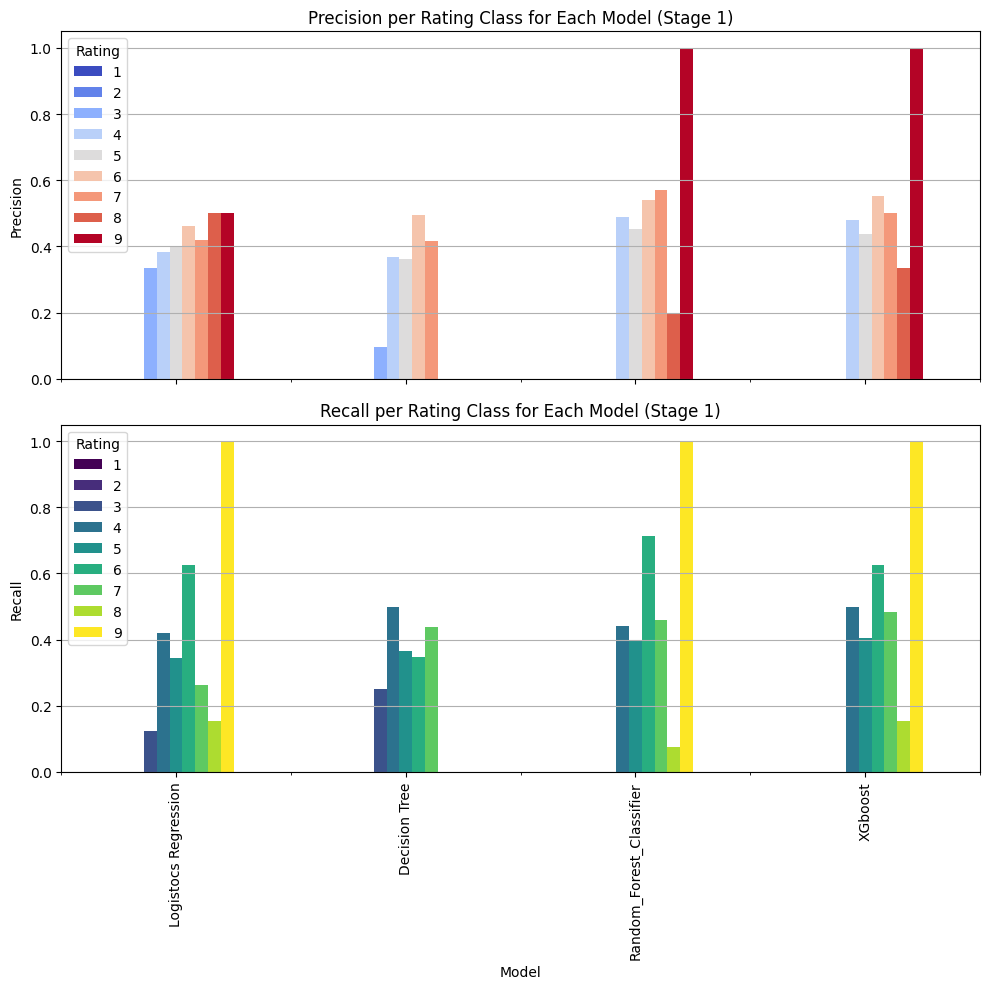 Precision per Rating Class for Each Model (Stage 1)
Precision
1.0
0.8
0.6
0.4
0.2
0.0
Rating
1
2
3
4
5
6
7
8
9
Recall per Rating Class for Each Model (Stage 1)
Recall
1.0
0.8
0.6
0.4
0.2
0.0
Rating
1
2
3
4
5
6
7
8
9
Logistocs Regression
Decision Tree
Random_Forest_Classifier
XGboost
Model